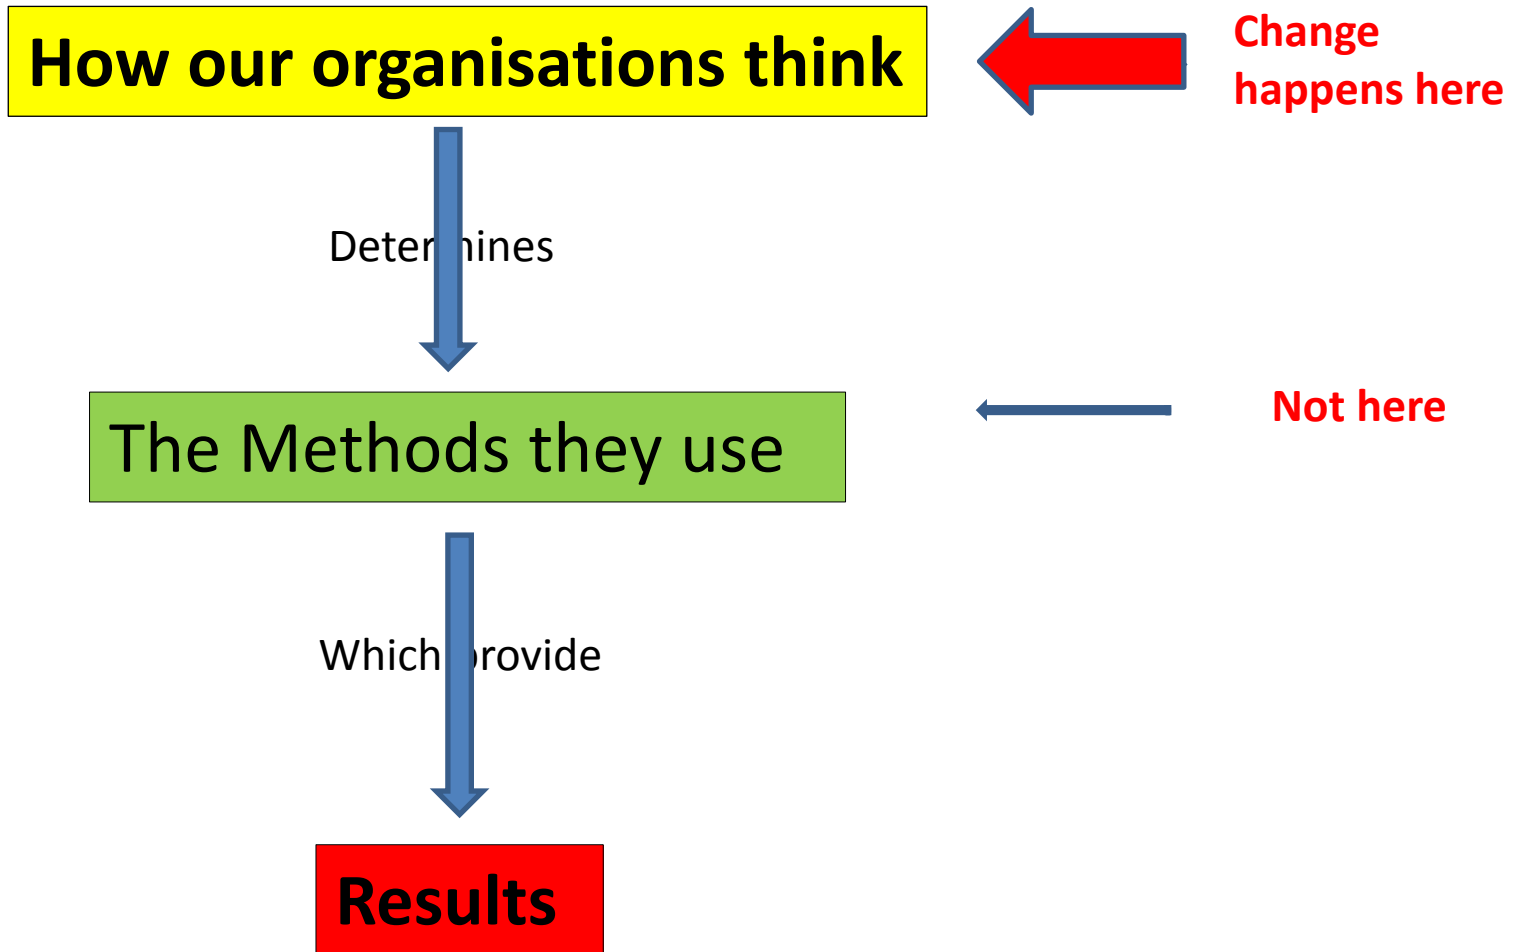 How our organisations think
Change
happens here
Determines
The Methods they use
Not here
Which provide
Results